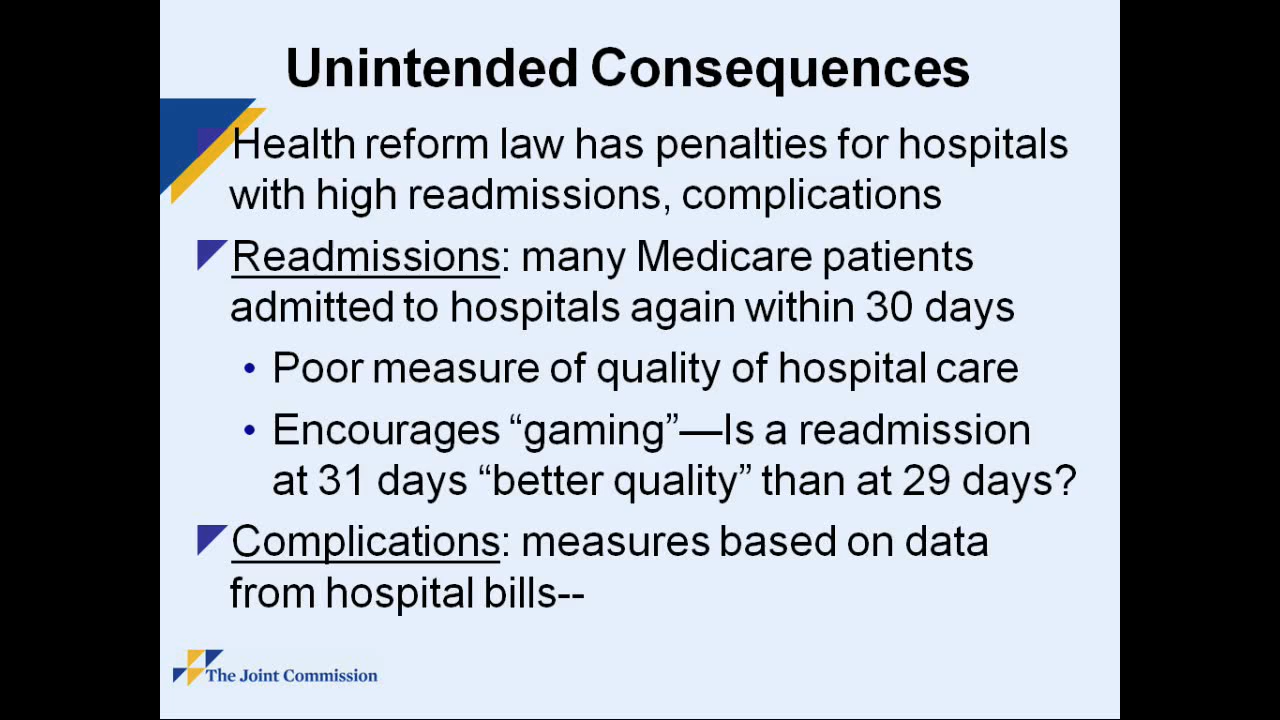 Unintended Consequences
Health reform law has penalties for hospitals
with high readmissions, complications
Readmissions: many Medicare patients
admitted to hospitals again within 30 days
• Poor measure of quality of hospital care
• Encourages “gaming”—Is a readmission
at 31 days “better quality” than at 29 days?
Complications: measures based on data
from hospital bills--
The Joint Commission